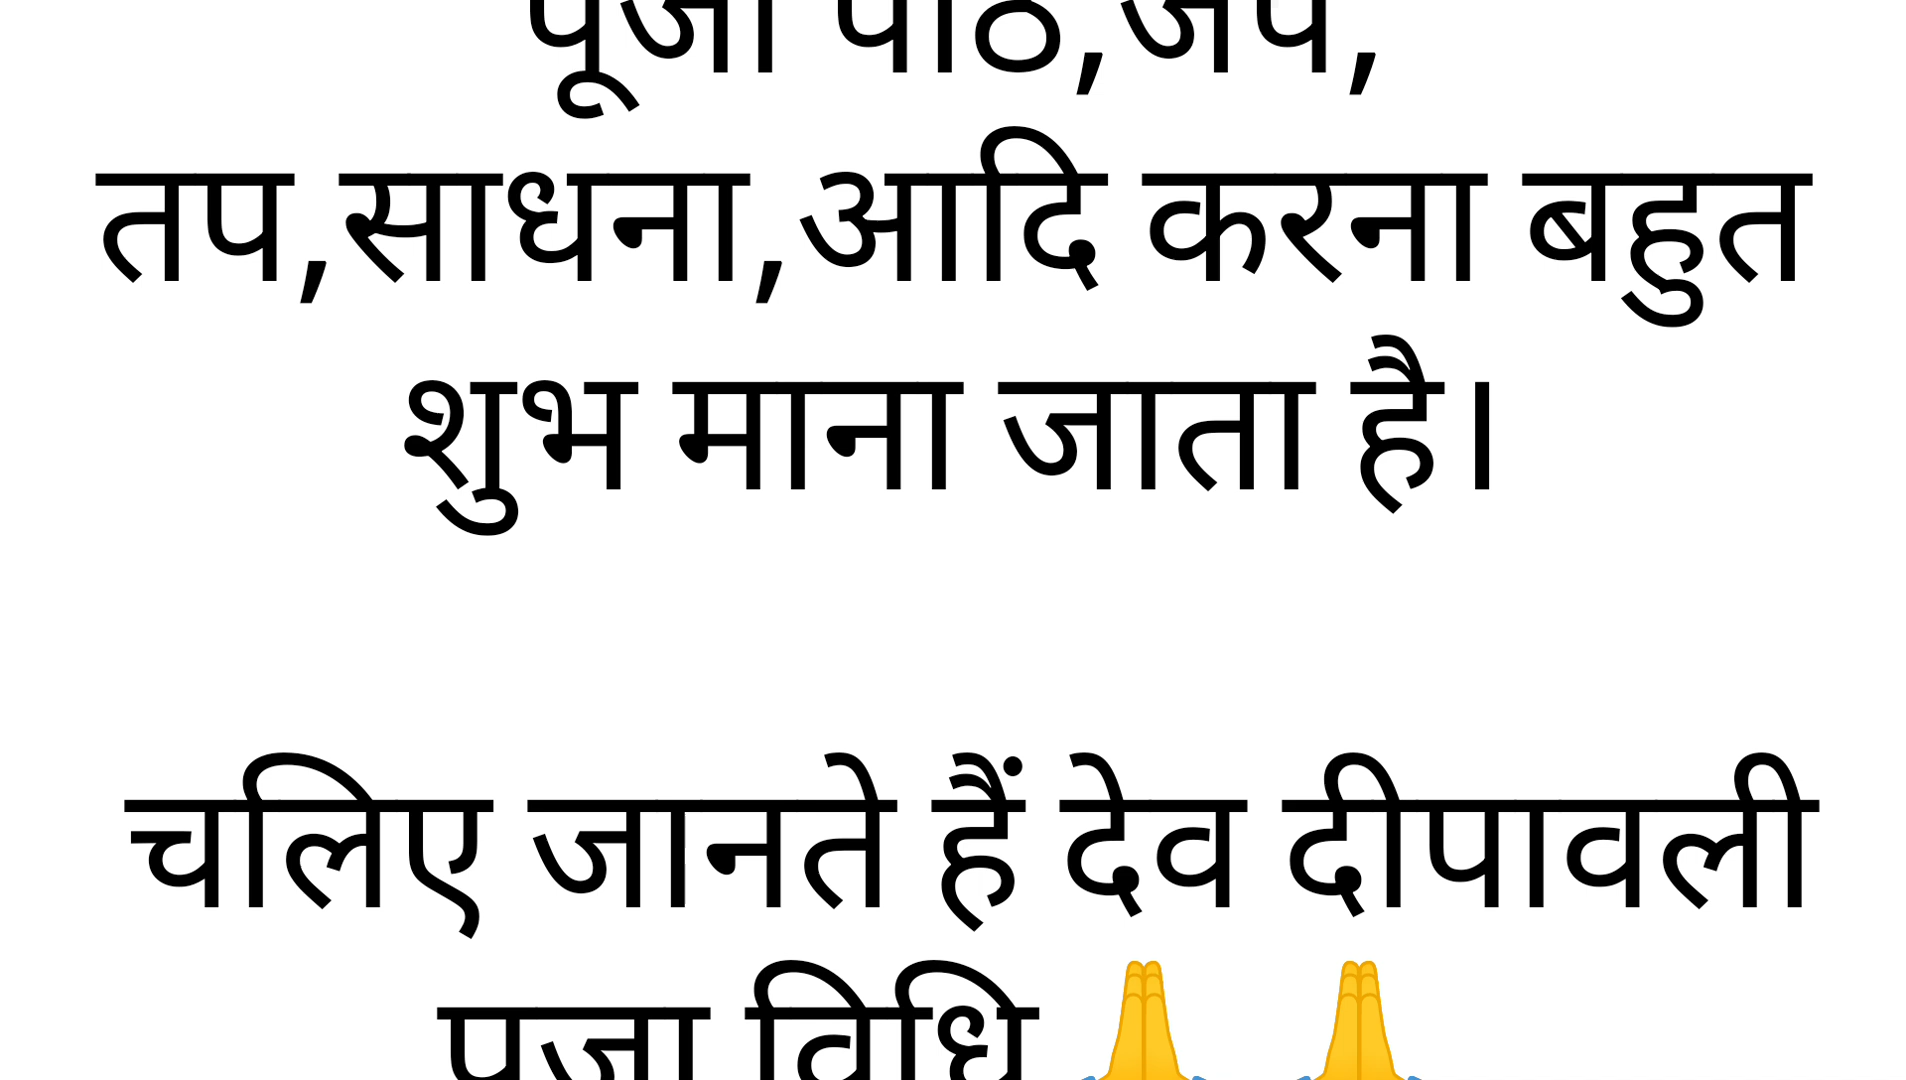 पूजा पाठ,जप,
तप,साधना,आदि करना बहुत
शुभ माना जाता है।
चलिए जानते हैं देव दीपावली
पूजा विधि 🙏 🙏